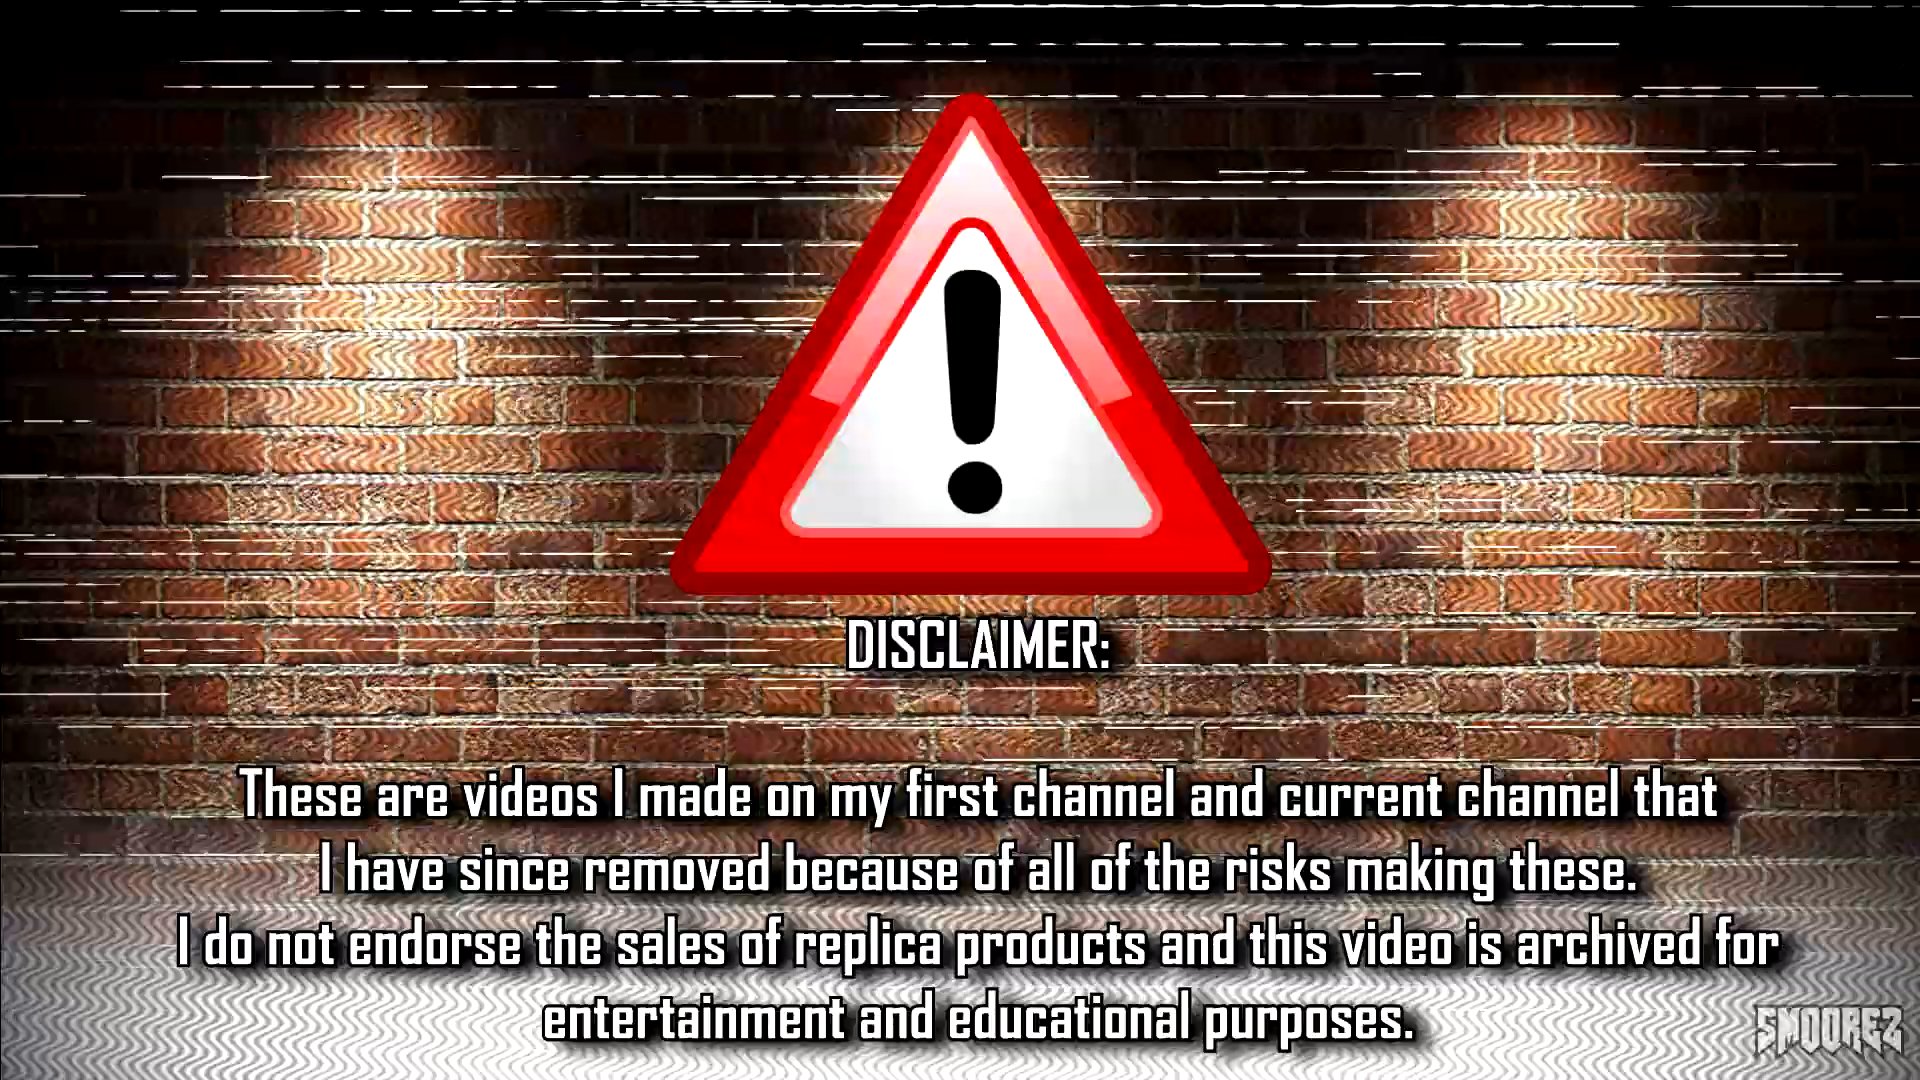 DISCLAIMER:
These are videos I made on my first channel and current channel that
I have since removed because of all of the risks making these.
I do not endorse the sales of replica products and this video is archived for
entertainment and educational purposes.
SMOOREZ